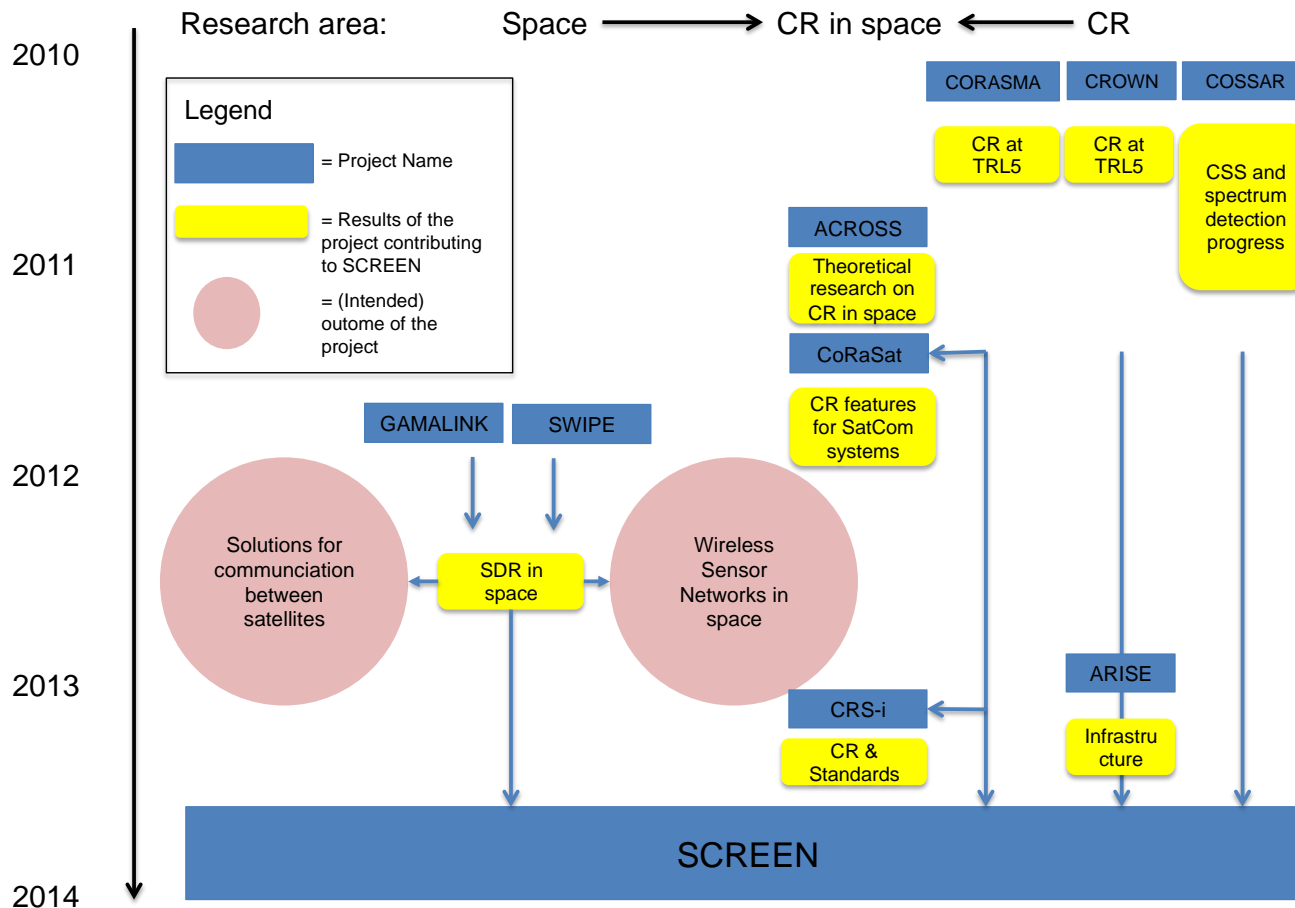 Research area:
Space
CR in space
CR
2010
CORASMA
CROWN
COSSAR
Legend
= Project Name
= Results of the
project contributing
to SCREEN
= (Intended)
outome of the
project
CR at
TRL5
CR at
TRL5
CSS and
spectrum
detection
progress
ACROSS
2011
Theoretical
research on
CR in space
CoRaSat
CR features
for SatCom
systems
GAMALINK
SWIPE
2012
Solutions for
communciation
between
satellites
SDR in
space
Wireless
Sensor
Networks in
space
2013
ARISE
CRS-i
Infrastru
cture
CR &
Standards
SCREEN
2014